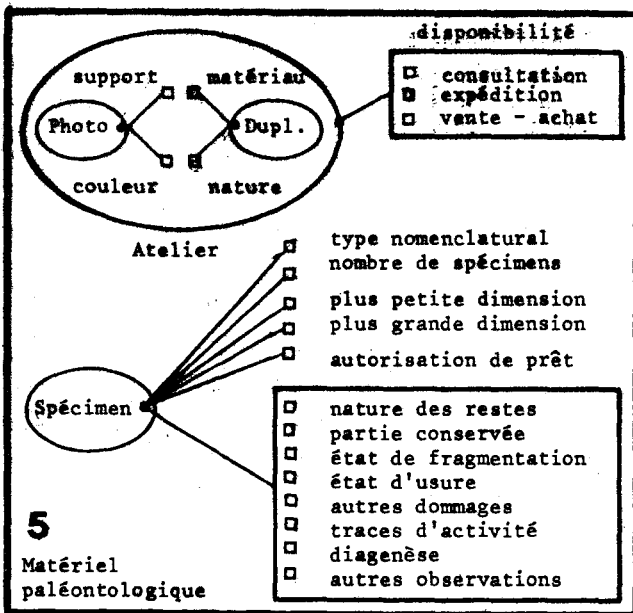 disponibilité
support matériau
consultation
expédition
vente - achat
Photo Dupl.
couleur nature
Atelier
type nomenclatural
nombre de spécimens
plus petite dimension
plus grande dimension
autorisation de prêt
Spécimen
nature des restes
partie conservée
état de fragmentation
état d'usure
autres dommages
traces d'activité
diagenèse
autres observations
5
Matériel
paléontologique